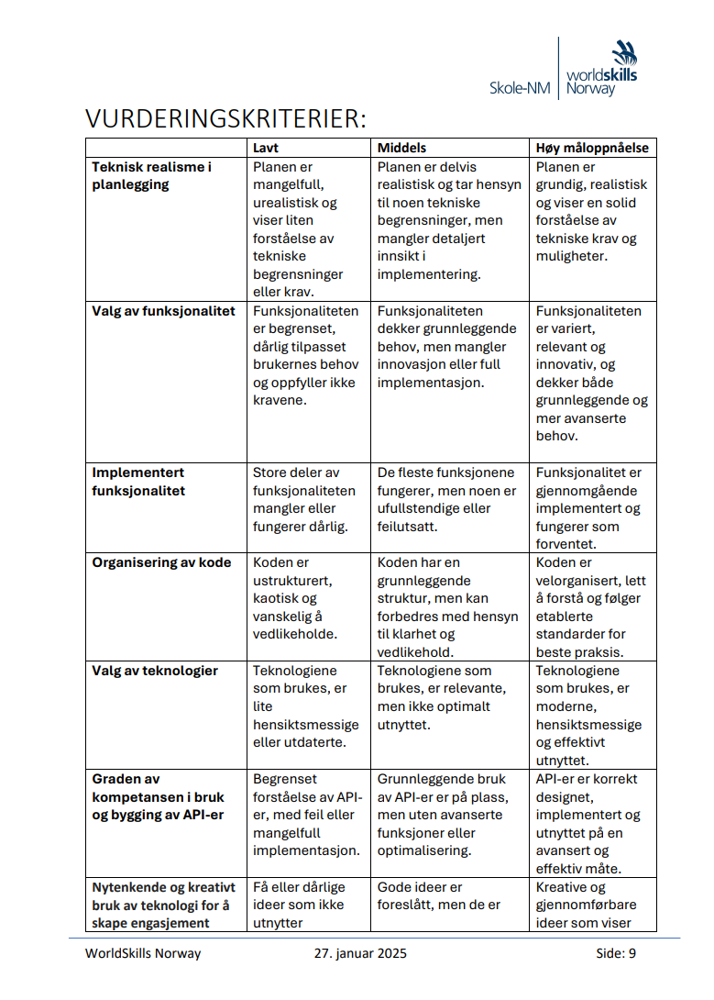 Skole-NM
worldskills
Norway
VURDERINGSKRITERIER:
Lavt
Middels
Høy måloppnåelse
Teknisk realisme i
planlegging
Planen er
mangelfull,
urealistisk og
viser liten
forståelse av
tekniske
begrensninger
eller krav.
Planen er delvis
realistisk og tar hensyn
til noen tekniske
begrensninger, men
mangler detaljert
innsikt i
implementering.
Planen er
grundig, realistisk
og viser en solid
forståelse av
tekniske krav og
muligheter.
Valg av funksjonalitet
Funksjonaliteten
er begrenset,
dårlig tilpasset
brukernes behov
og oppfyller ikke
kravene.
Funksjonaliteten
dekker grunnleggende
behov, men mangler
innovasjon eller full
implementasjon.
Funksjonaliteten
er variert,
relevant og
innovativ, og
dekker både
grunnleggende og
mer avanserte
behov.
Implementert
funksjonalitet
Store deler av
funksjonaliteten
mangler eller
fungerer dårlig.
De fleste funksjonene
fungerer, men noen er
ufullstendige eller
feilutsatt.
Funksjonalitet er
gjennomgående
implementert og
fungerer som
forventet.
Organisering av kode
Koden er
ustrukturert,
kaotisk og
vanskelig å
vedlikeholde.
Koden har en
grunnleggende
struktur, men kan
forbedres med hensyn
til klarhet og
vedlikehold.
Koden er
velorganisert, lett
å forstå og følger
etablerte
standarder for
beste praksis.
Valg av teknologier
Teknologiene
som brukes, er
lite
hensiktsmessige
eller utdaterte.
Teknologiene som
brukes, er relevante,
men ikke optimalt
utnyttet.
Teknologiene
som brukes, er
moderne,
hensiktsmessige
og effektivt
utnyttet.
Graden av
kompetansen i bruk
og bygging av API-er
Begrenset
forståelse av API-
er, med feil eller
mangelfull
implementasjon.
Grunnleggende bruk
av API-er er på plass,
men uten avanserte
funksjoner eller
optimalisering.
API-er er korrekt
designet,
implementert og
utnyttet på en
avansert og
effektiv måte.
Nytenkende og kreativt
bruk av teknologi for å
skape engasjement
Få eller dårlige
ideer som ikke
utnytter
Gode ideer er
foreslått, men de er
Kreative og
gjennomførbare
ideer som viser
WorldSkills Norway
27. januar 2025
Side: 9